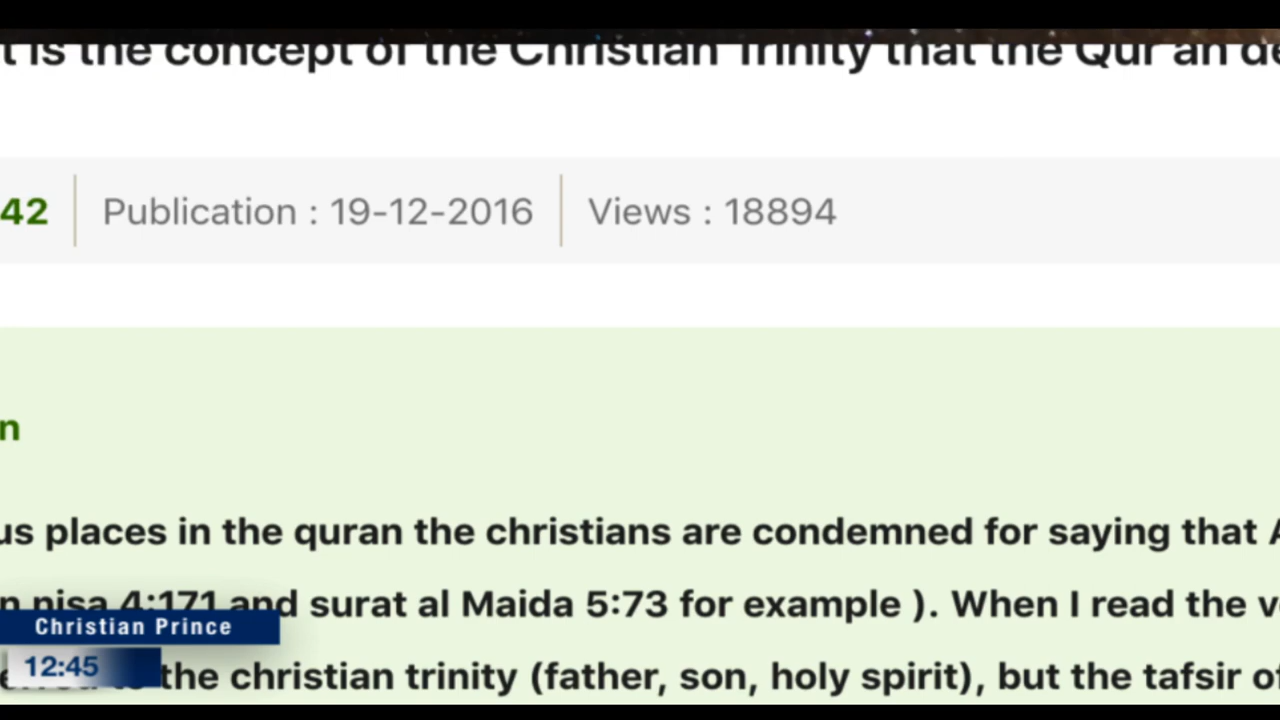 t is the concept of the Christian Trinity that the Qur'an de
42 Publication : 19-12-2016 Views : 18894
n
us places in the quran the christians are condemned for saying that A
n nisa 4:171 and surat al Maida 5:73 for example ). When I read the v
Christian Prince
12:45
the christian trinity (father, son, holy spirit), but the tafsir of